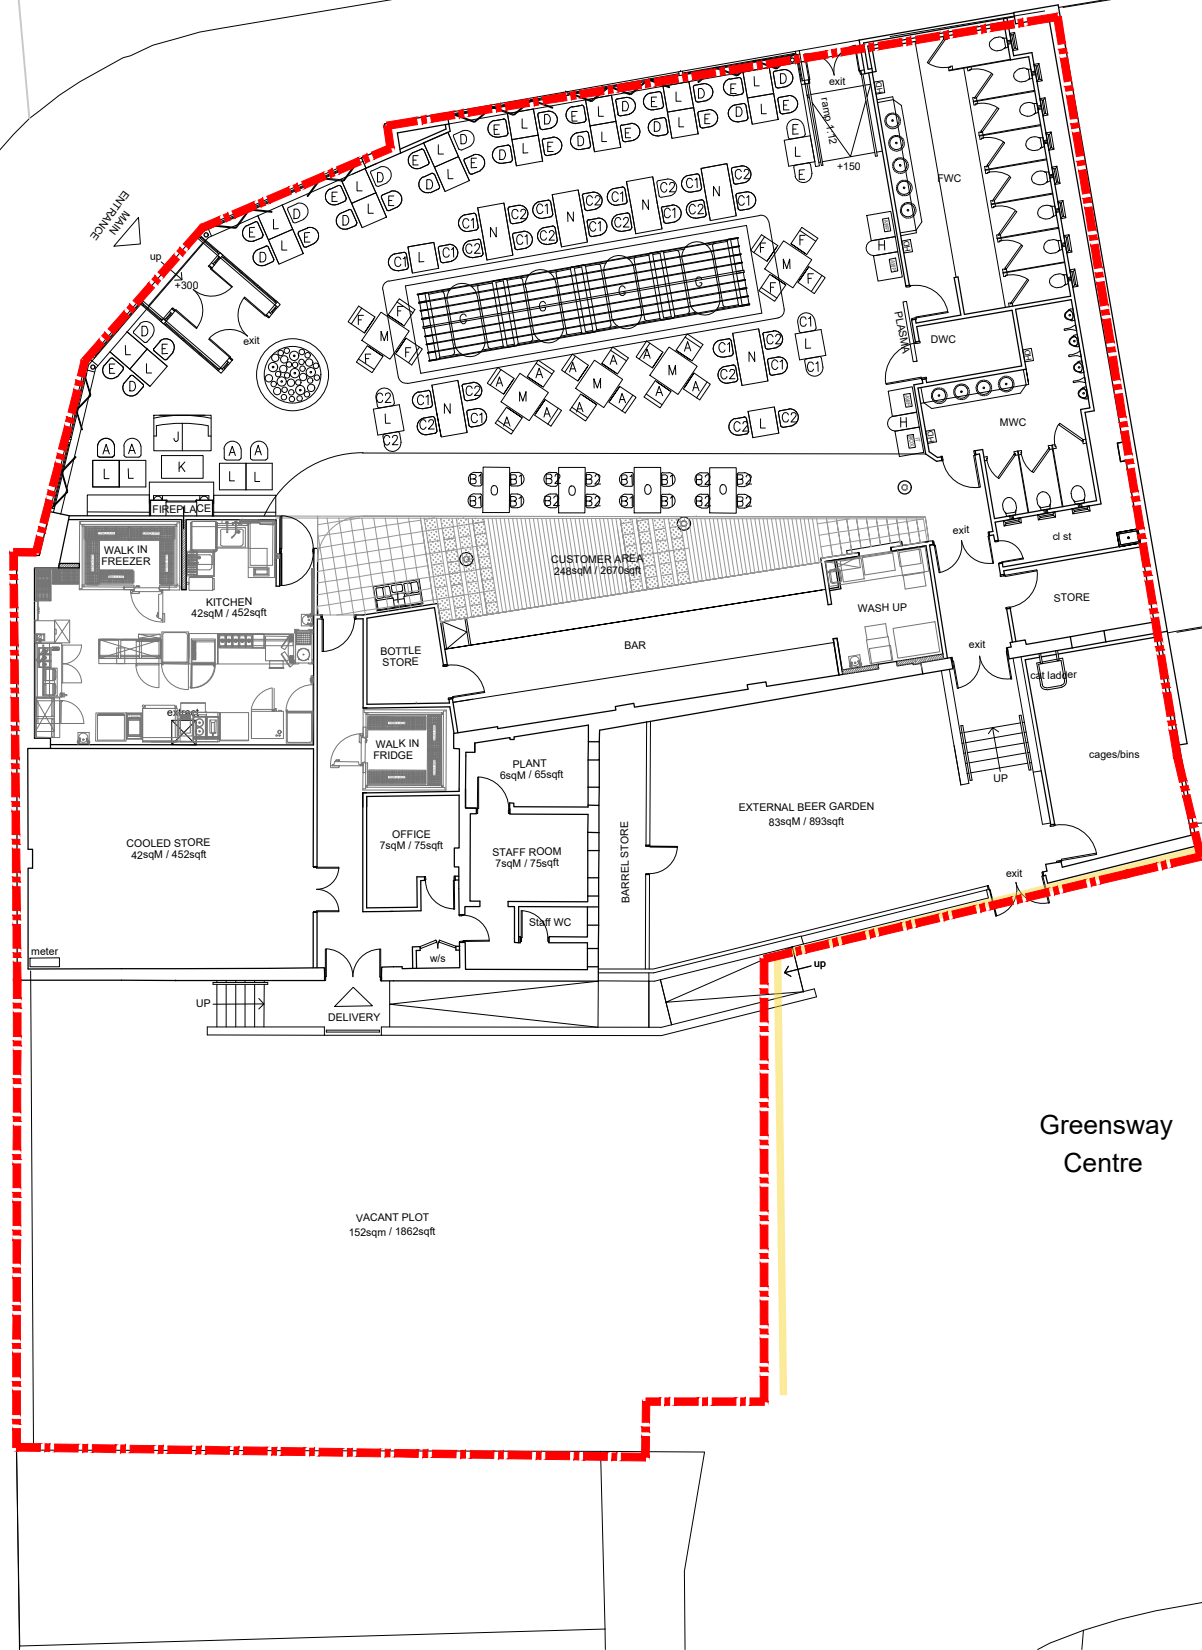 exit
ramp 1:12
+150
FWC
MAIN
ENTRANCE
up
+300
exit
PLASMA
DWC
MWC
FIREPLACE
WALK IN
FREEZER
CUSTOMER AREA
248sqM / 2670sqft
exit
cl st
KITCHEN
42sqM / 452sqft
WASH UP
STORE
BOTTLE
STORE
BAR
exit
cat ladder
extract
WALK IN
FRIDGE
PLANT
6sqM / 65sqft
UP
cages/bins
EXTERNAL BEER GARDEN
83sqM / 893sqft
COOLED STORE
42sqM / 452sqft
OFFICE
7sqM / 75sqft
STAFF ROOM
7sqM / 75sqft
BARREL STORE
exit
Staff WC
meter
w/s
up
UP
DELIVERY
Greensway
Centre
VACANT PLOT
152sqm / 1862sqft